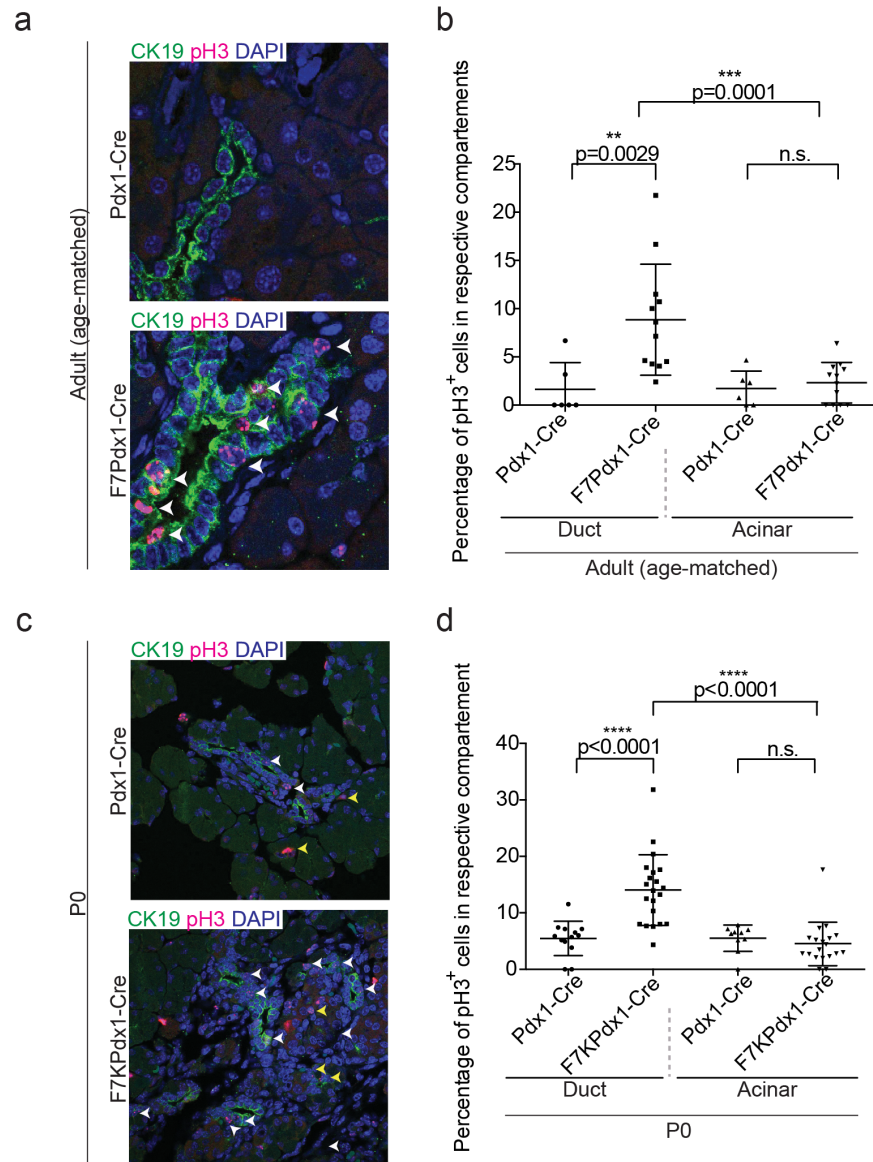 a
CK19 pH3 DAPI
Pdx1-Cre
CK19 pH3 DAPI
F7Pdx1-Cre
Adult (age-matched)
b
***
p=0.0001
**
p=0.0029
n.s.
25
20
15
10
5
0
Percentage of pH3+ cells in respective compartements
Pdx1-Cre
F7Pdx1-Cre
Pdx1-Cre
F7Pdx1-Cre
Duct
Acinar
Adult (age-matched)
c
CK19 pH3 DAPI
Pdx1-Cre
CK19 pH3 DAPI
F7KPdx1-Cre
P0
d
****
p<0.0001
****
p<0.0001
n.s.
40
30
20
10
0
Percentage of pH3+ cells in respective compartement
Pdx1-Cre
F7KPdx1-Cre
Pdx1-Cre
F7KPdx1-Cre
Duct
Acinar
P0